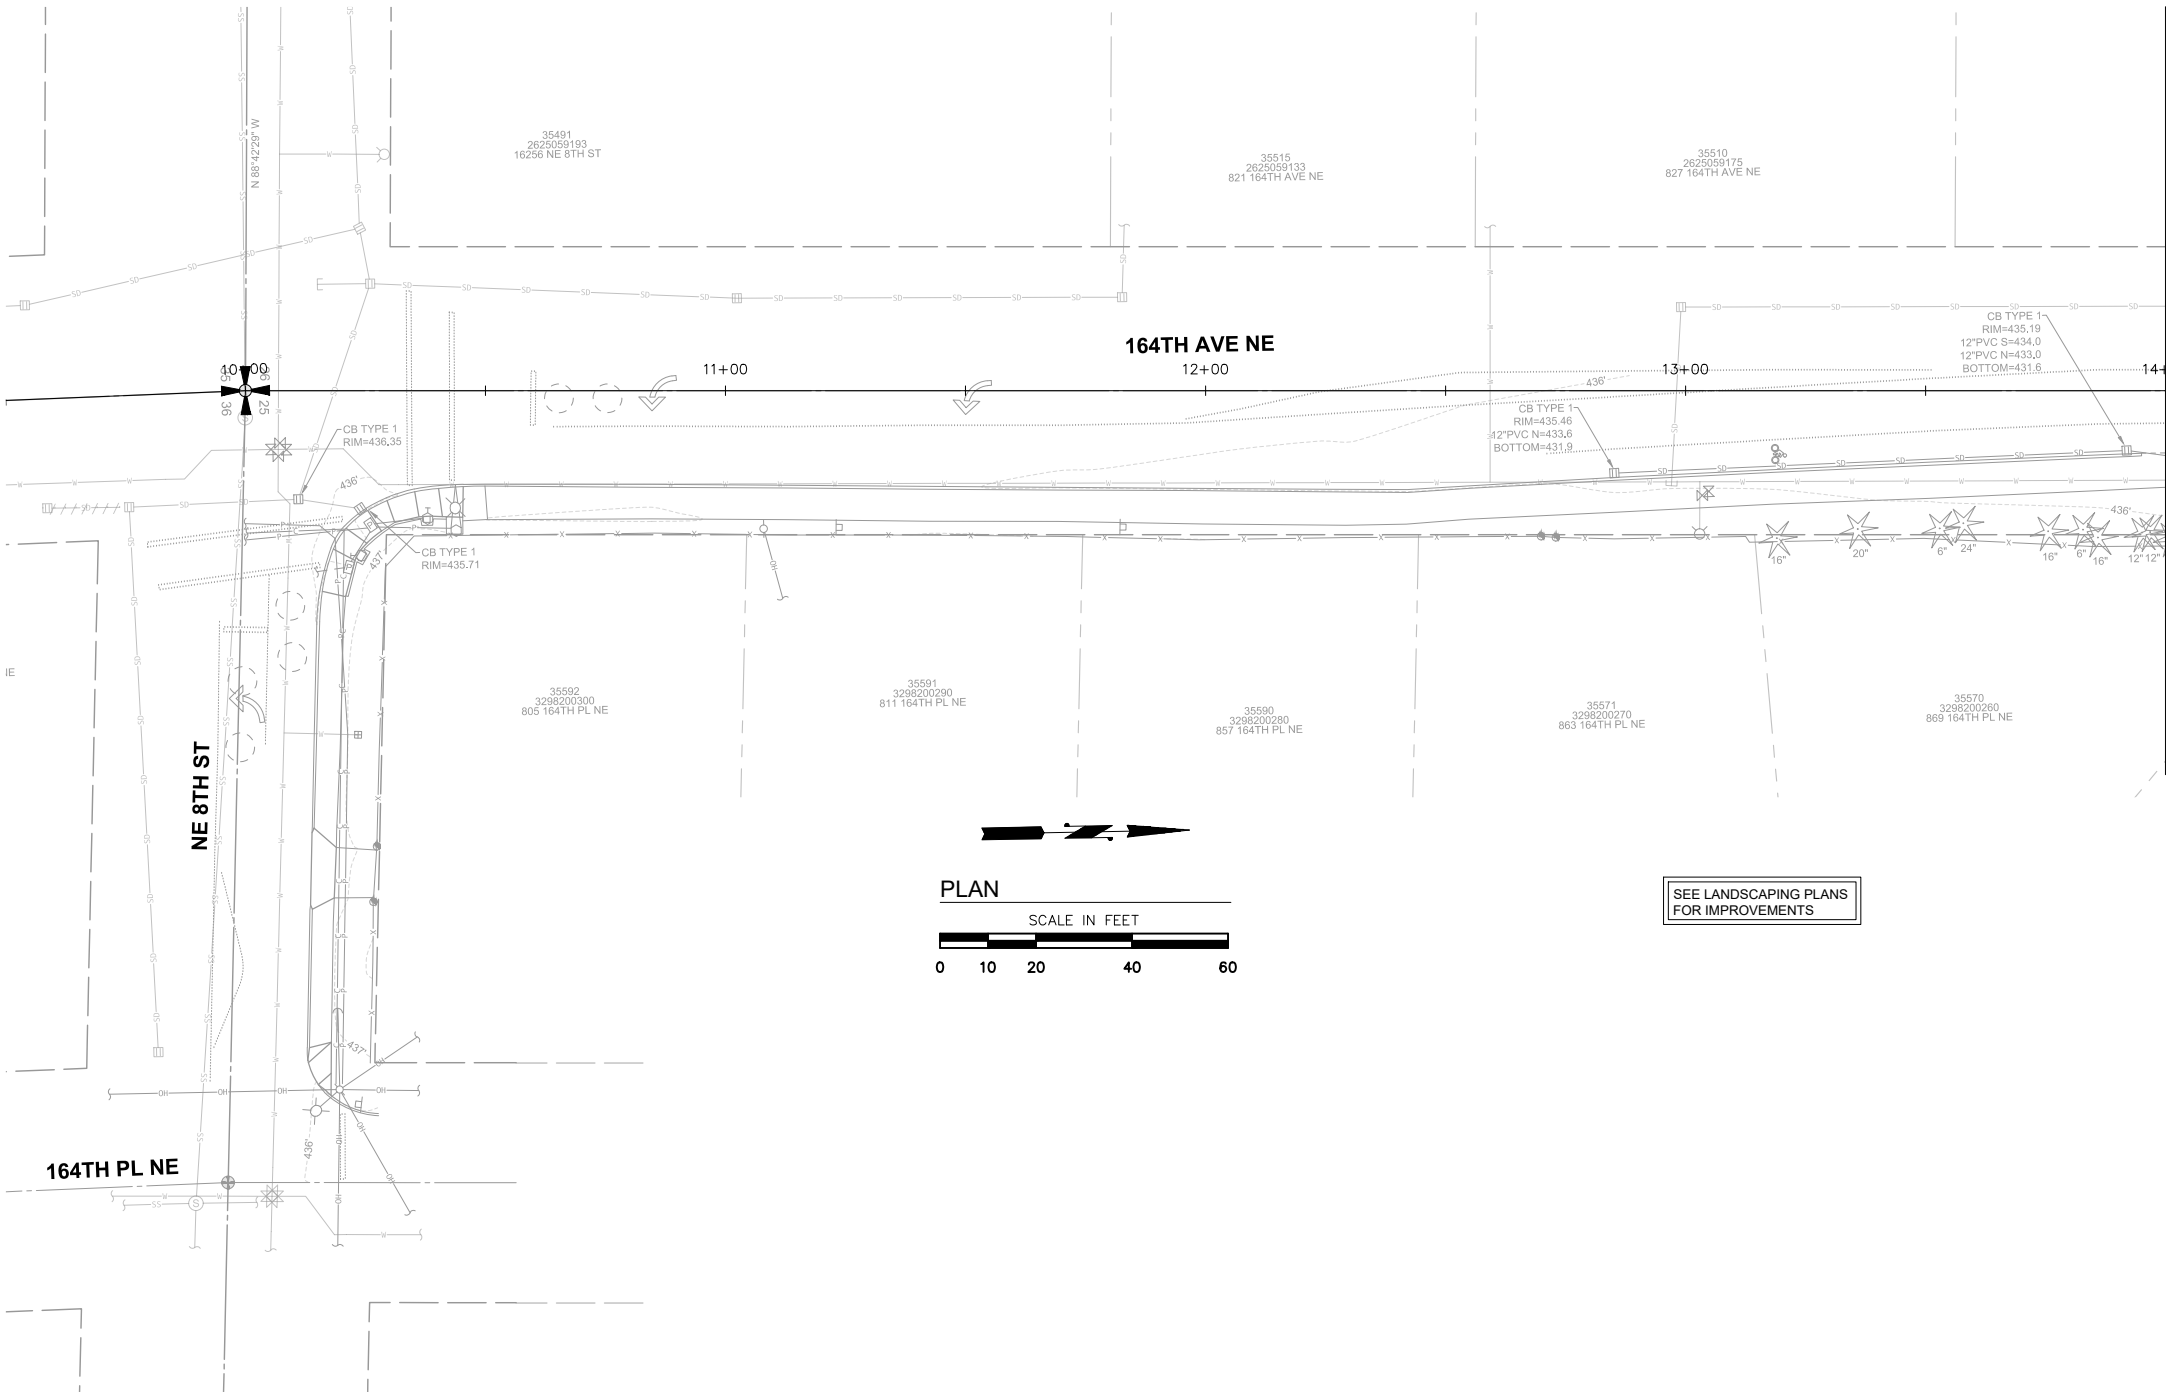 N 88°42'29" W
35491
2625059193
16256 NE 8TH ST
35515
2625059133
821 164TH AVE NE
35510
2625059175
827 164TH AVE NE
164TH AVE NE
10+00
11+00
12+00
13+00
14+
36
25
CB TYPE 1
RIM=435.19
12"PVC S=434.0
12"PVC N=433.0
BOTTOM=431.6
CB TYPE 1
RIM=435.46
12"PVC N=433.6
BOTTOM=431.9
CB TYPE 1
RIM=436.35
CB TYPE 1
RIM=435.71
436'
436'
436'
437'
16"
20"
6"
24"
16"
6"
16"
12"
12"
IE
35592
3298200300
805 164TH PL NE
35591
3298200290
811 164TH PL NE
35590
3298200280
857 164TH PL NE
35571
3298200270
863 164TH PL NE
35570
3298200260
869 164TH PL NE
NE 8TH ST
PLAN
SCALE IN FEET
0 10 20 40 60
SEE LANDSCAPING PLANS
FOR IMPROVEMENTS
437'
436'
164TH PL NE